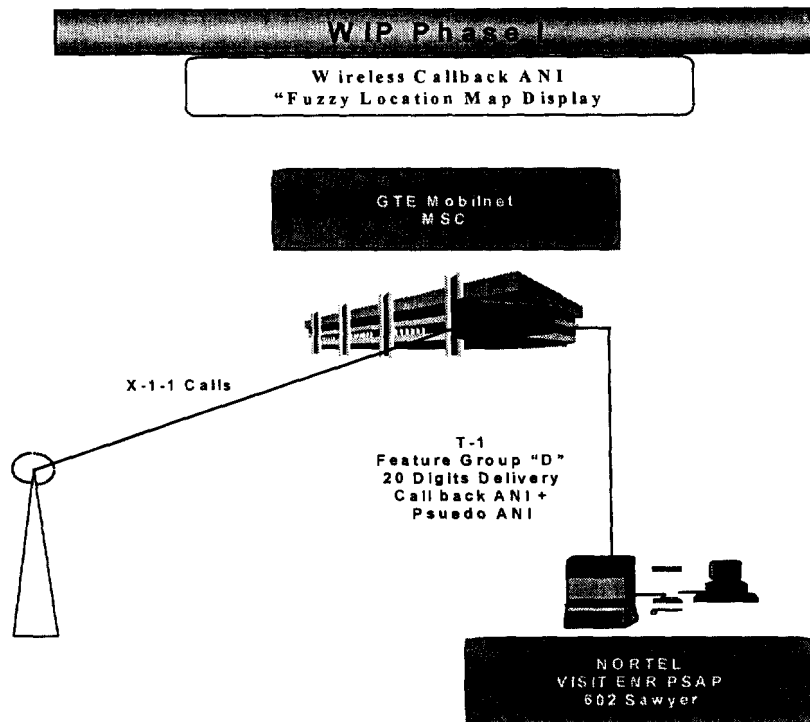 WIP Phase I
Wireless Callback ANI
“Fuzzy Location Map Display
GTE Mobilnet
MSC
X-1-1 Calls
T-1
Feature Group “D”
20 Digits Delivery
Callback ANI +
Psuedo ANI
NORTEL
VISIT ENR PSAP
602 Sawyer